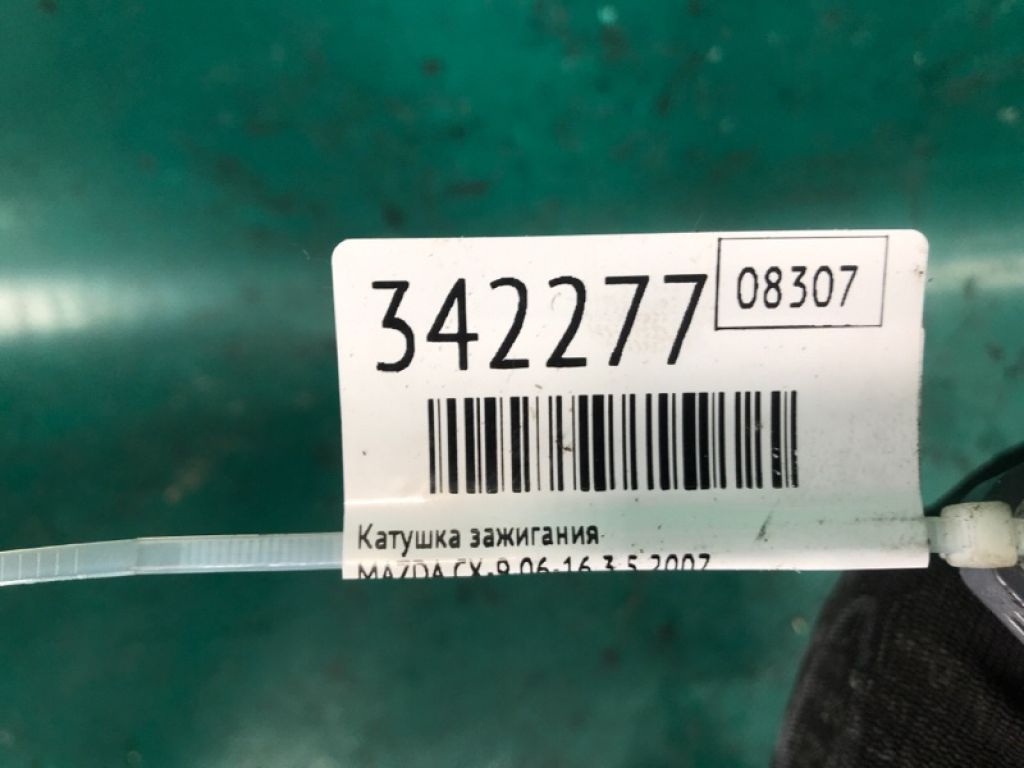 342277
08307
Катушка зажигания
MAZDA CX-9 06-16 3.5 2007